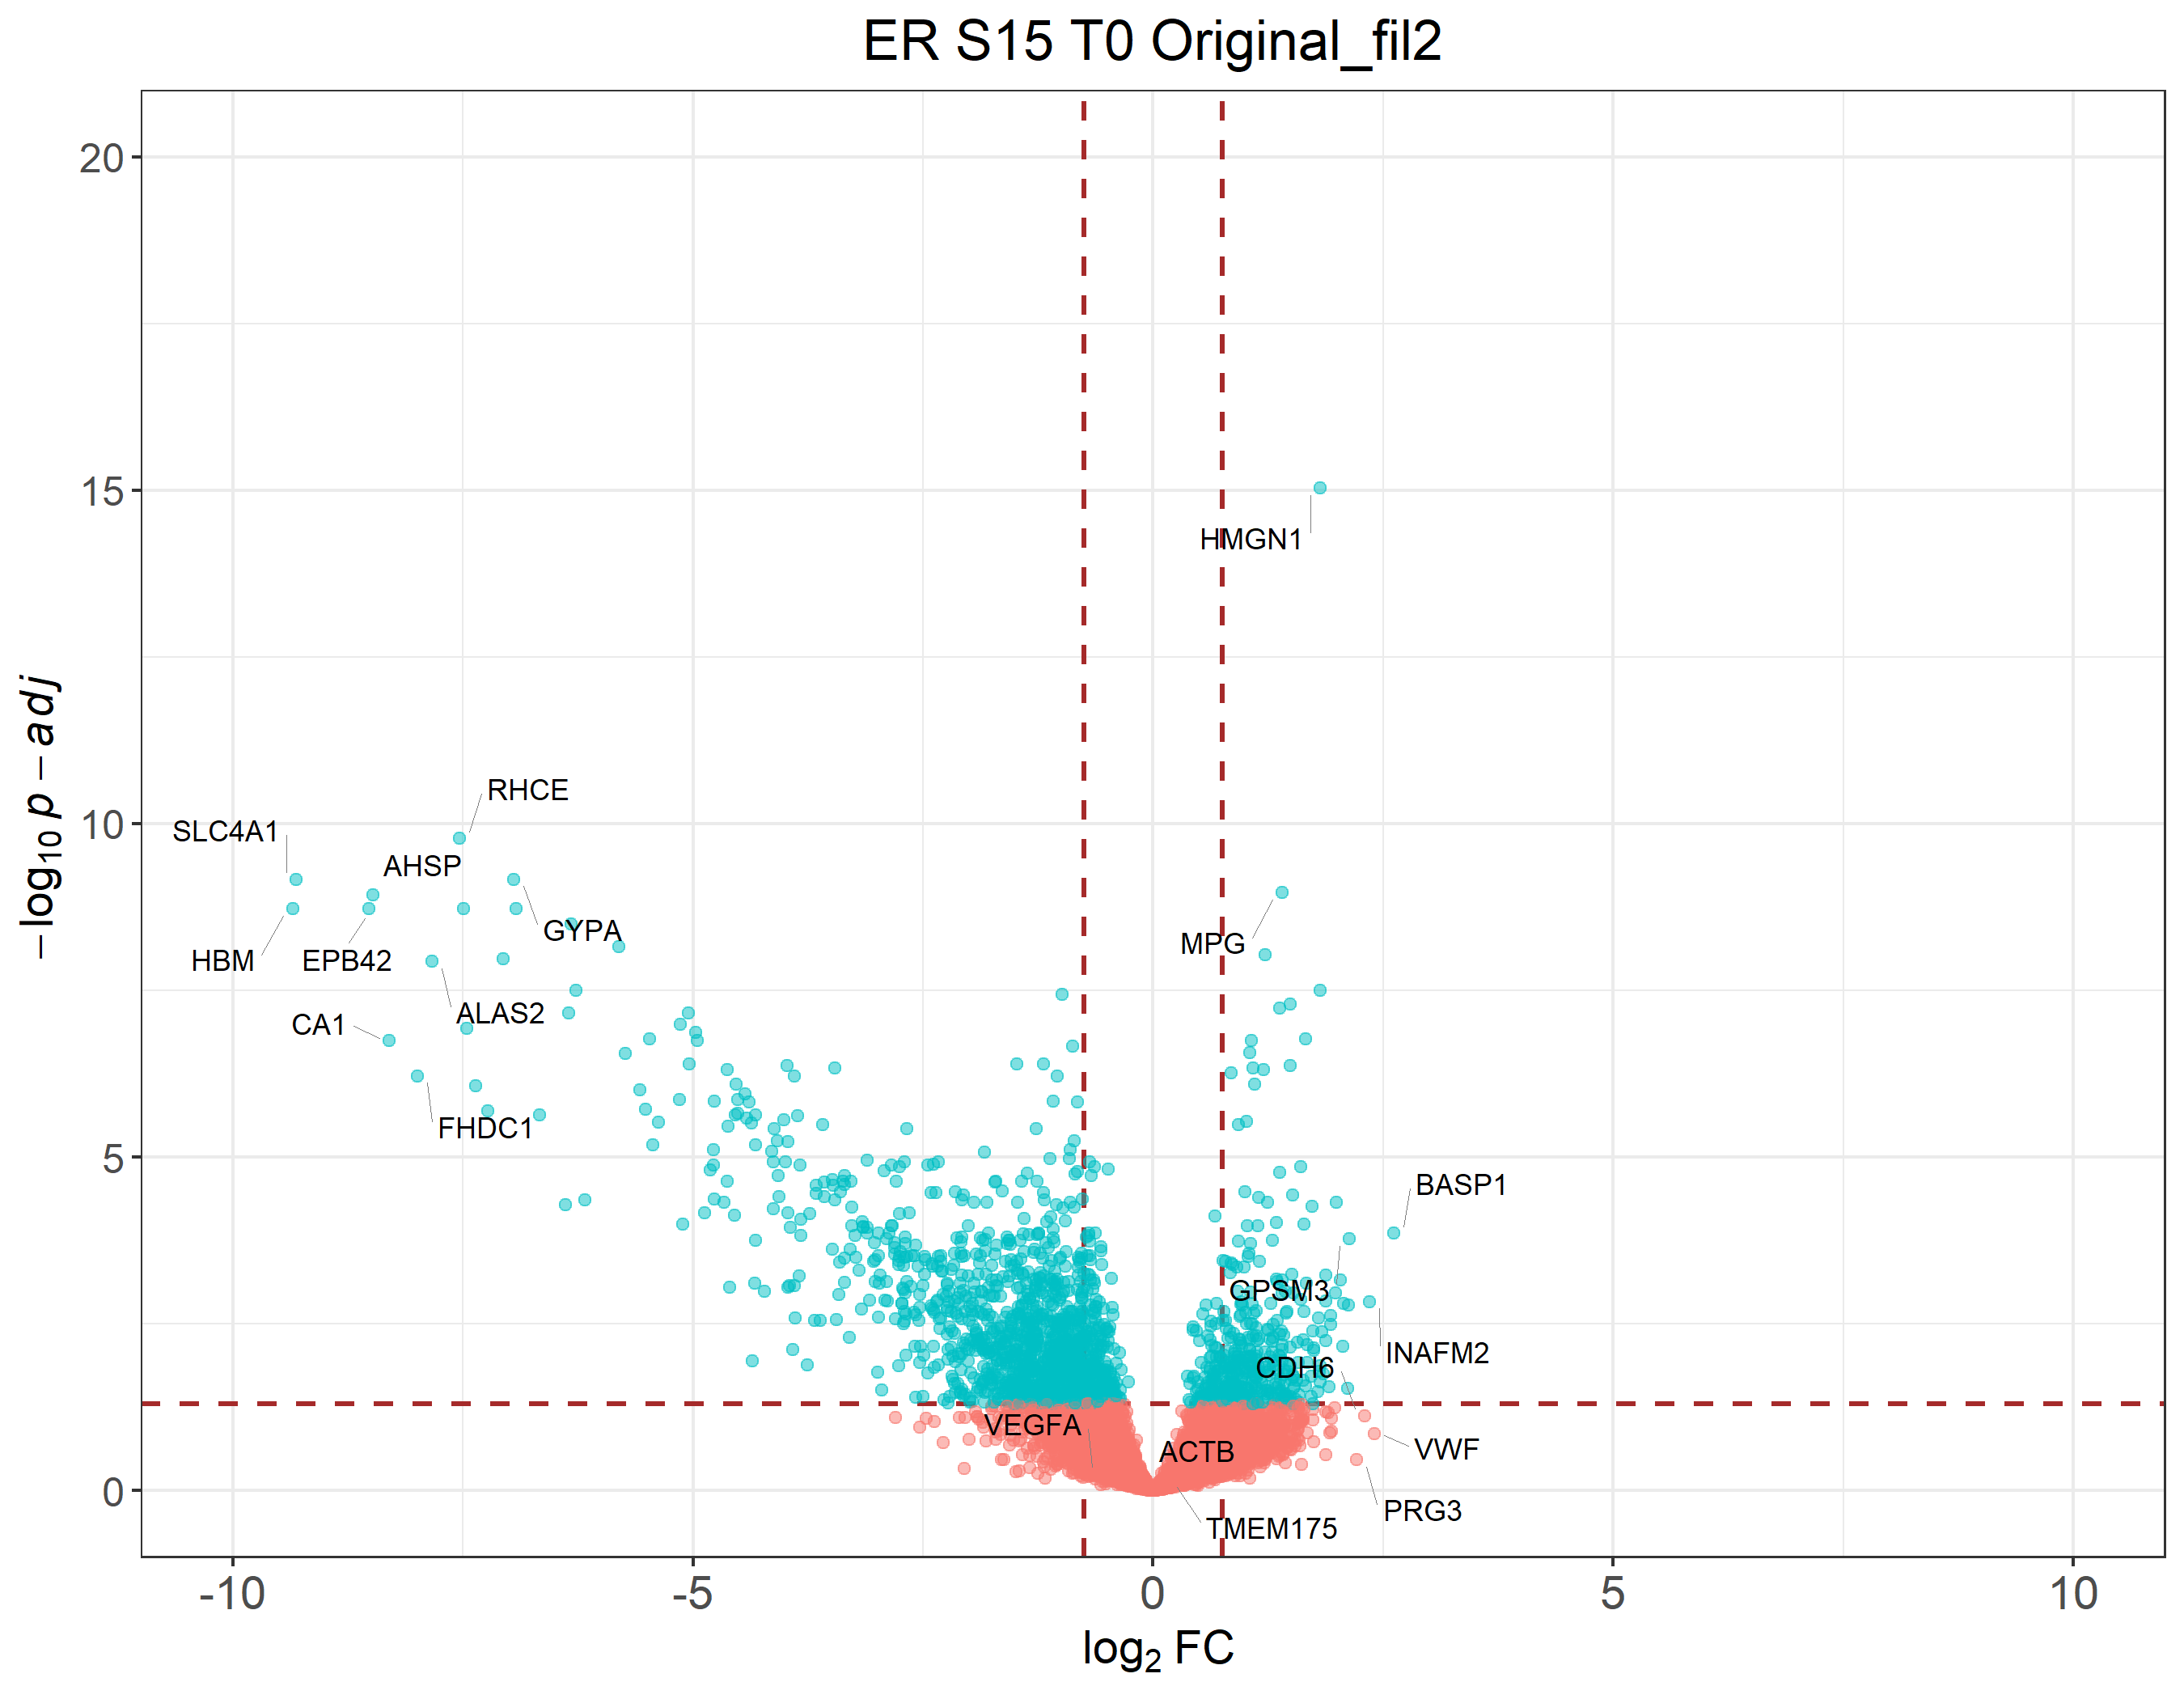 ER S15 T0 Original_fil2
20
15
10
5
0
−log₁₀ p − adj
HMGN1
RHCE
SLC4A1
AHSP
GYPA
MPG
HBM
EPB42
ALAS2
CA1
FHDC1
BASP1
GPSM3
INAFM2
CDH6
VEGFA
ACTB
VWF
PRG3
TMEM175
-10
-5
0
5
10
log₂ FC